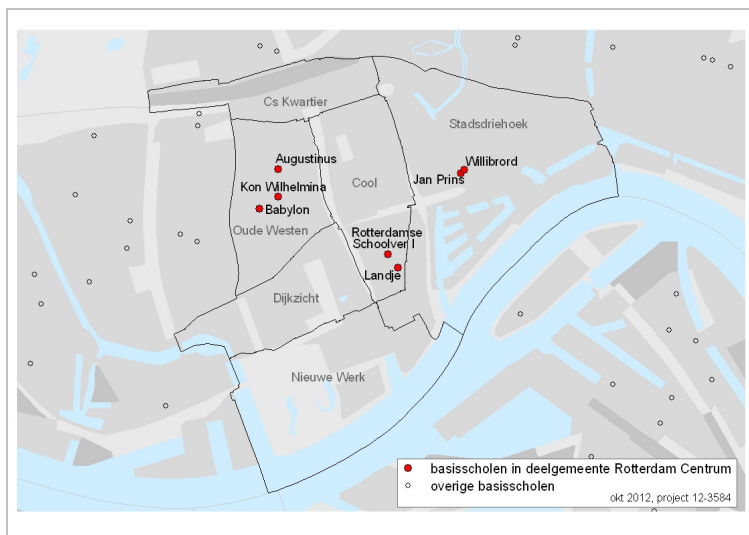 Cs Kwartier
Stadsdriehoek
Augustinus
Willibrord
Cool
Jan Prins
Kon Wilhelmina
Babylon
Oude Westen
Rotterdamse
Schoolver I
Landje
Dijkzicht
Nieuwe Werk
basisscholen in deelgemeente Rotterdam Centrum
overige basisscholen
okt 2012, project 12-3584